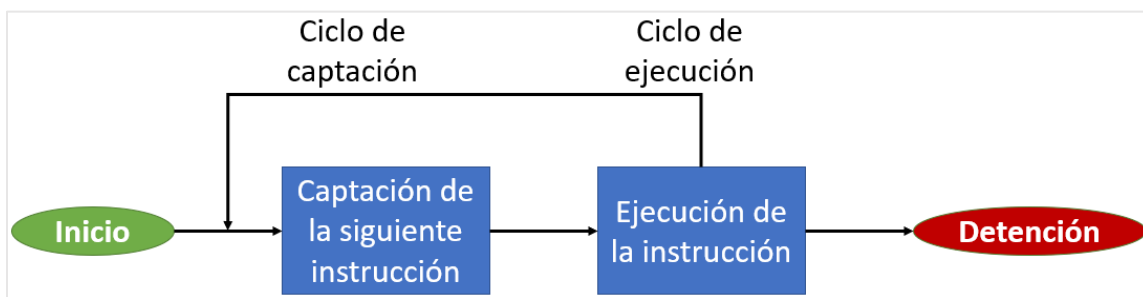 Ciclo de
captación
Ciclo de
ejecución
Inicio
Captación de
la siguiente
instrucción
Ejecución de
la instrucción
Detención